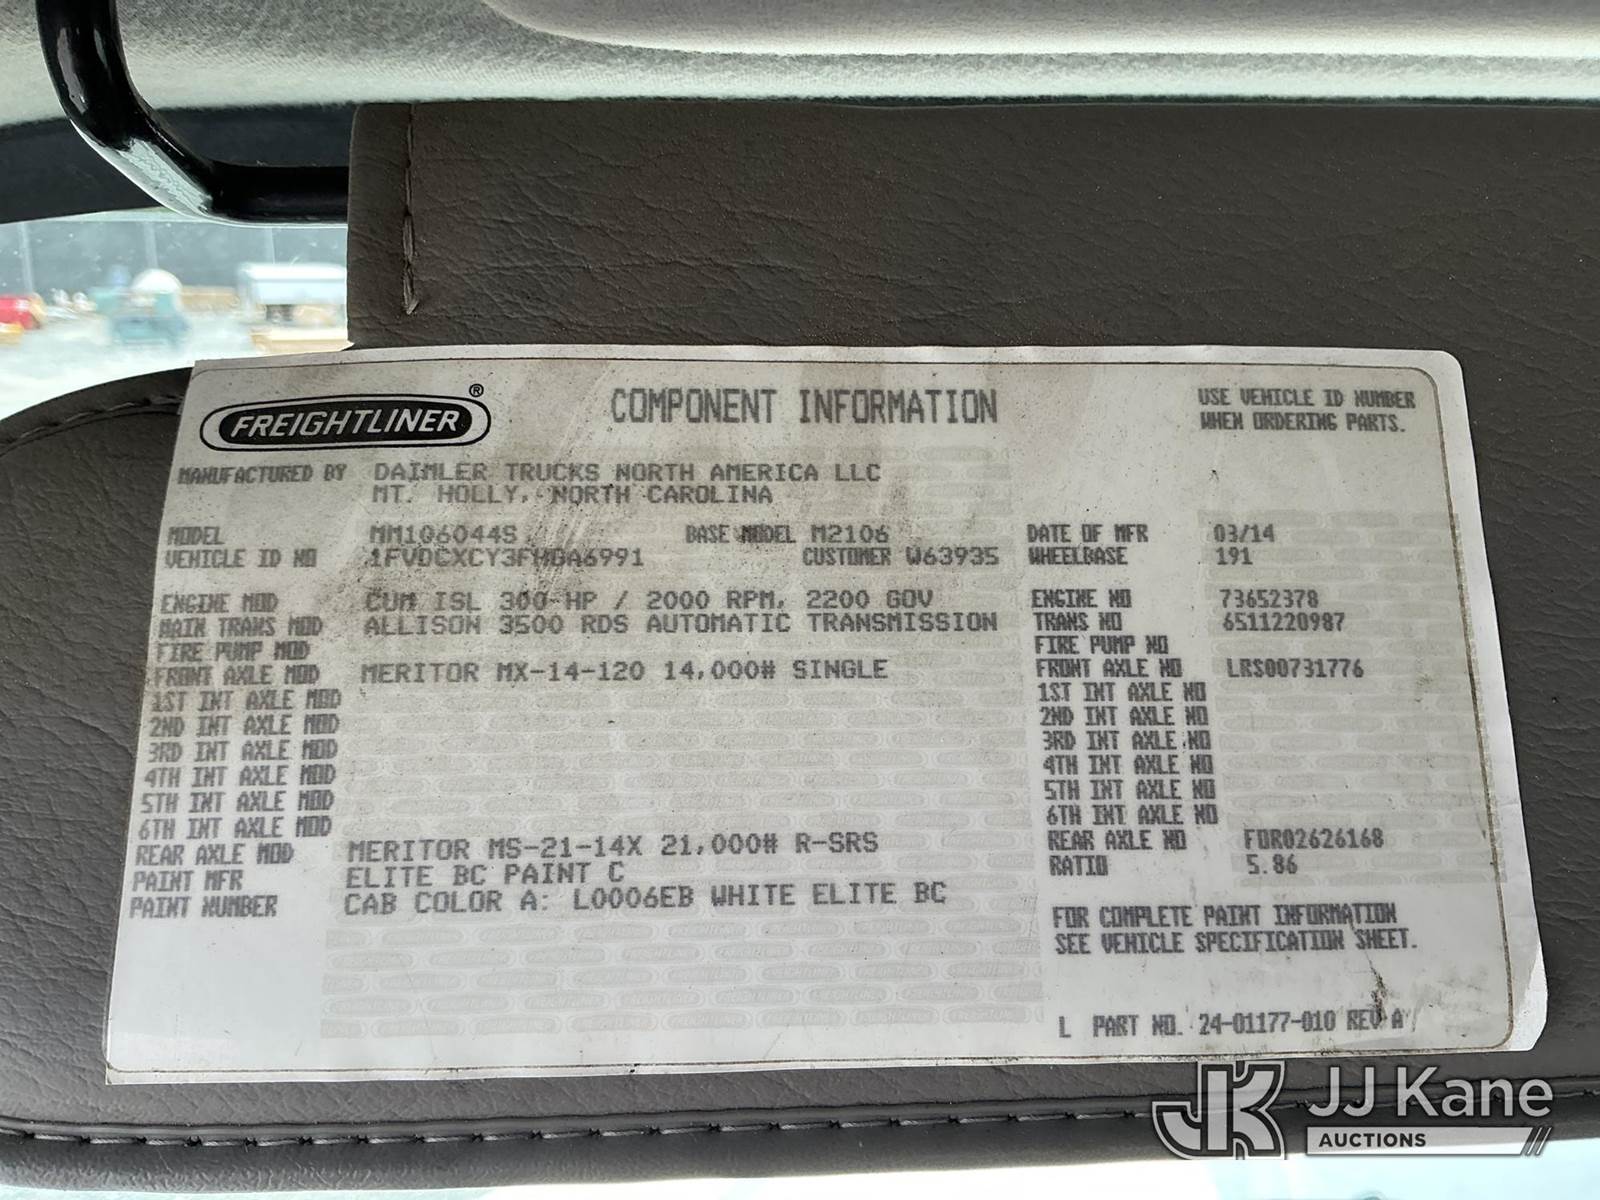 FREIGHTLINER ®
COMPONENT INFORMATION
USE VEHICLE ID NUMBER
WHEN ORDERING PARTS.
MANUFACTURED BY DAIMLER TRUCKS NORTH AMERICA LLC
MT. HOLLY, NORTH CAROLINA
MODEL MM106044S BASE MODEL M2106 DATE OF MFR 03/14
VEHICLE ID NO CUSTOMER W63935 WHEELBASE 191
ENGINE MOD CUM ISL 300 HP / 2000 RPM, 2200 GOV ENGINE NO 73652378
MAIN TRANS MOD ALLISON 3500 RDS AUTOMATIC TRANSMISSION TRANS NO 6511220987
FIRE PUMP MOD FIRE PUMP NO
FRONT AXLE MOD MERITOR MX-14-120 14,000# SINGLE FRONT AXLE NO LRS00731776
1ST INT AXLE MOD 1ST INT AXLE NO
2ND INT AXLE MOD 2ND INT AXLE NO
3RD INT AXLE MOD 3RD INT AXLE NO
4TH INT AXLE MOD 4TH INT AXLE NO
5TH INT AXLE MOD 5TH INT AXLE NO
6TH INT AXLE MOD 6TH INT AXLE NO
REAR AXLE MOD MERITOR MS-21-14X 21,000# R-SRS REAR AXLE NO FOR02626168
PAINT MFR ELITE BC PAINT C RATIO 5.86
PAINT NUMBER CAB COLOR A: L0006EB WHITE ELITE BC
FOR COMPLETE PAINT INFORMATION
SEE VEHICLE SPECIFICATION SHEET.
L PART NO. 24-01177-010 REV A
JK JJ Kane
AUCTIONS